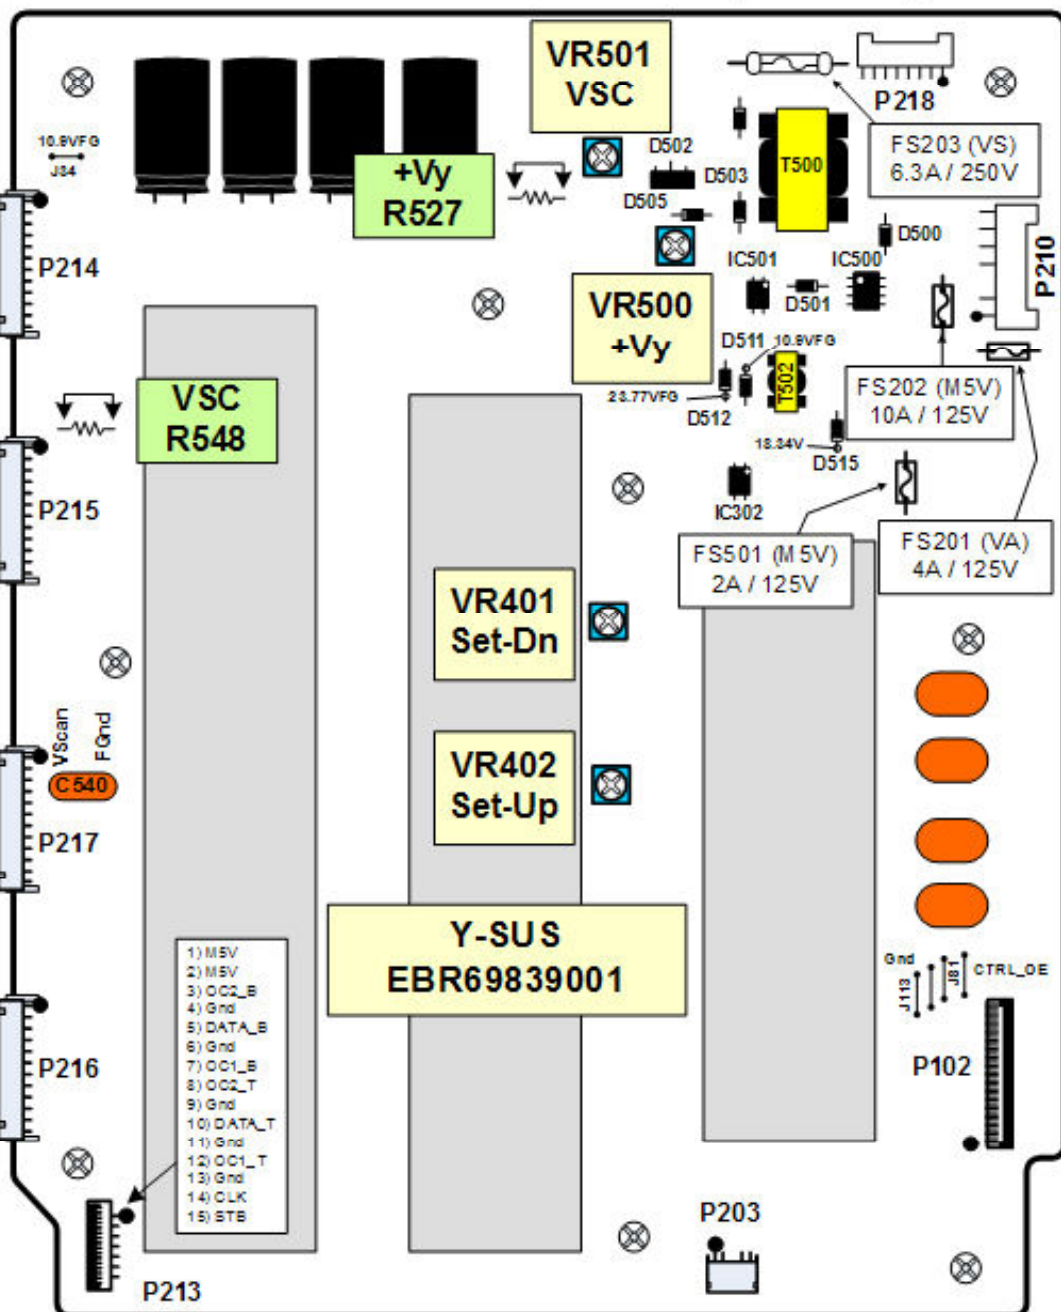 VR501
VSC
P218
FS203 (VS)
6.3A / 250V
10.9VFG
J34
+Vy
R527
D502
D503
D505
T500
D500
P210
P214
IC501
IC500
D501
VR500
+Vy
D511
10.9VFG
T502
23.77VFG
D512
FS202 (M5V)
10A / 125V
VSC
R548
18.34V
D515
P215
IC302
FS501 (M5V)
2A / 125V
FS201 (VA)
4A / 125V
VR401
Set-Dn
VScan
FGnd
C540
VR402
Set-Up
P217
Y-SUS
EBR69839001
1) M5V
2) M5V
3) OC2_B
4) Gnd
5) DATA_B
6) Gnd
7) OC1_B
8) OC2_T
9) Gnd
10) DATA_T
11) Gnd
12) OC1_T
13) Gnd
14) CLK
15) STB
Gnd
J113
J81
CTRL_OE
P102
P216
P203
P213